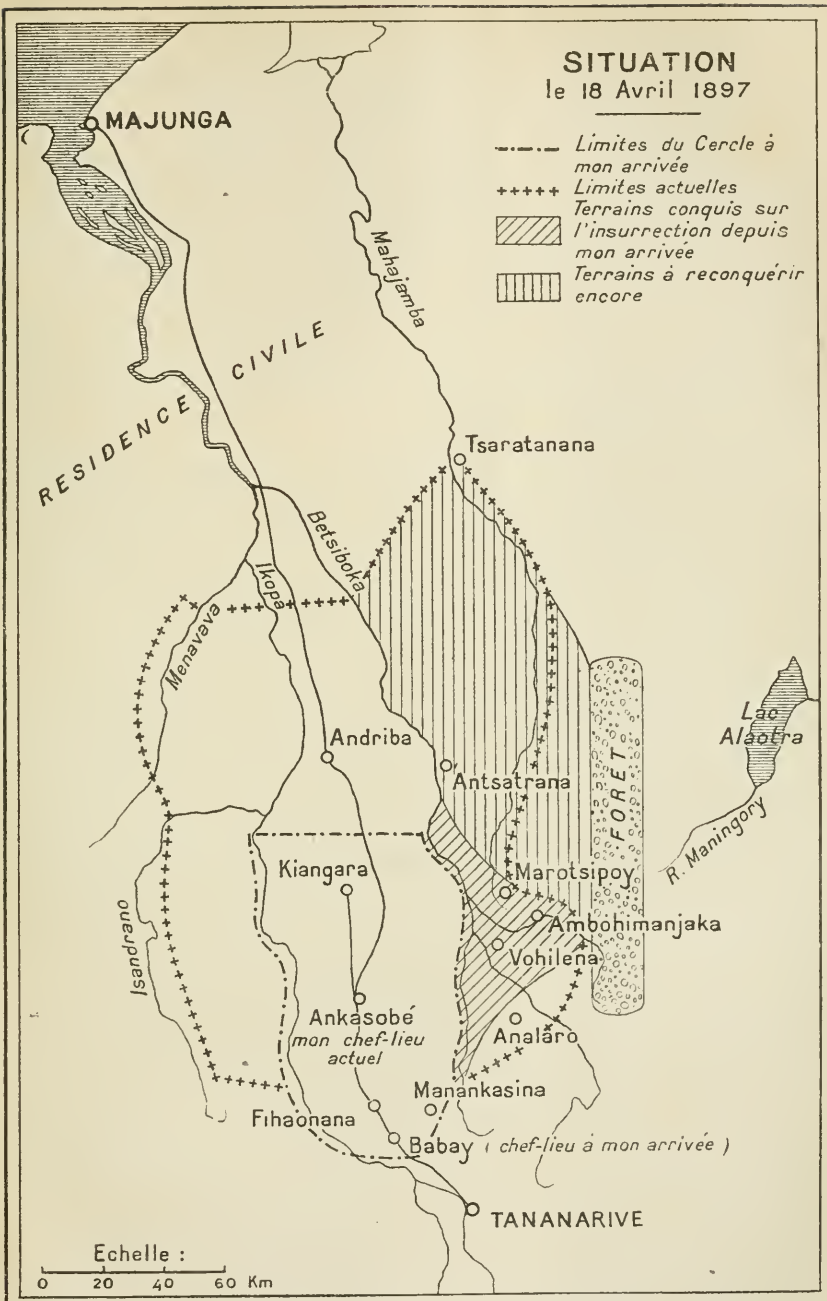 SITUATION
le 18 Avril 1897
Limites du Cercle à
mon arrivée
Limites actuelles
Terrains conquis sur
l'insurrection depuis
mon arrivée
Terrains à reconquérir
encore
MAJUNGA
Mahajamba
RESIDENCE CIVILE
Tsaratanana
Betsiboka
Ikopa
Menavava
Andriba
Antsatrana
FORET
Lac
Alaotra
R. Maningory
Kiangara
Marotsipoy
Ambohimanjaka
Vohilena
Isandrano
Ankasobé
mon chef-lieu
actuel
Analaro
Manankasina
Fihaonana
Babay ( chef-lieu à mon arrivée )
TANANARIVE
Echelle :
0 20 40 60 Km